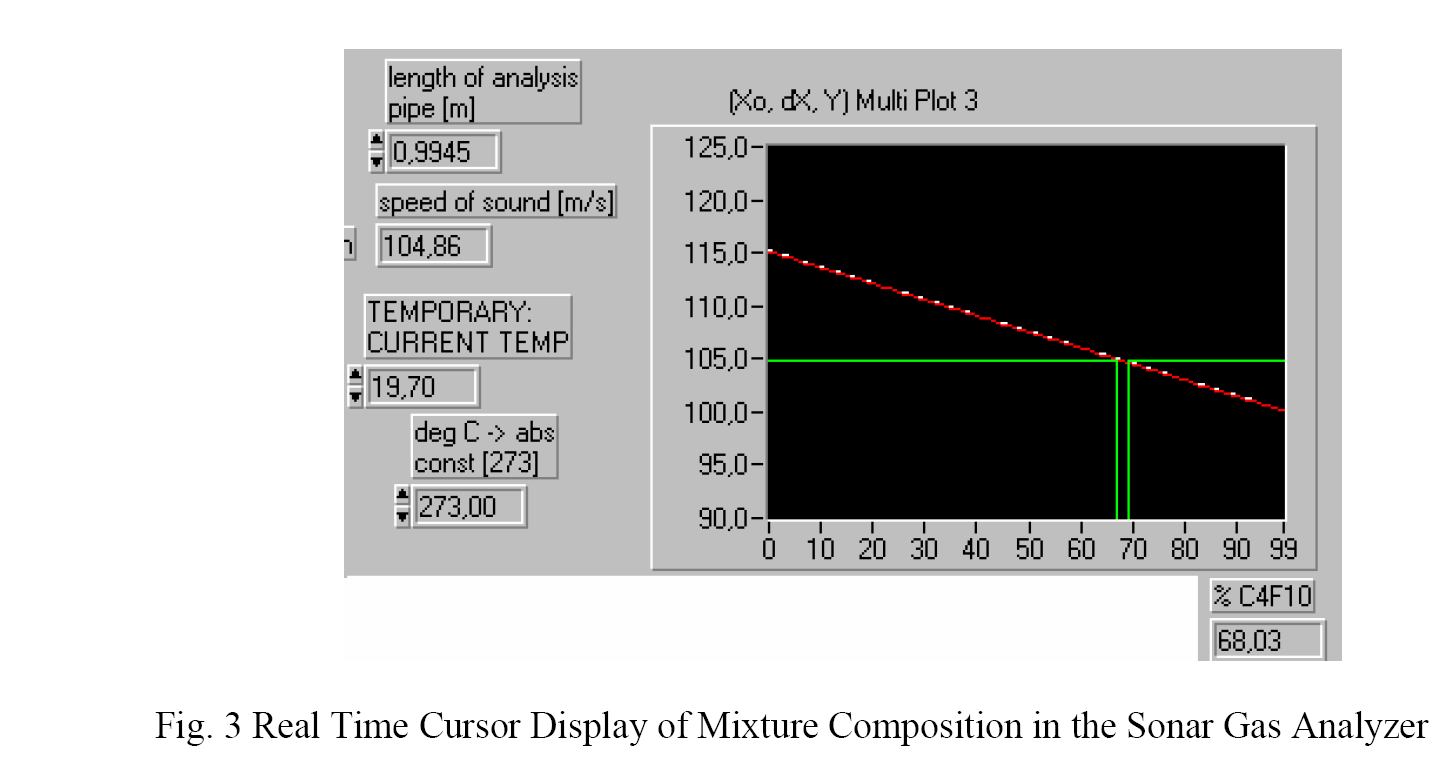 length of analysis
pipe [m]
0,9945
speed of sound [m/s]
n
104,86
TEMPORARY:
CURRENT TEMP
19,70
deg C -> abs
const [273]
273,00
(Xo, dX, Y) Multi Plot 3
125,0
120,0
115,0
110,0
105,0
100,0
95,0
90,0
0 10 20 30 40 50 60 70 80 90 99
% C4F10
68,03
Fig. 3 Real Time Cursor Display of Mixture Composition in the Sonar Gas Analyzer